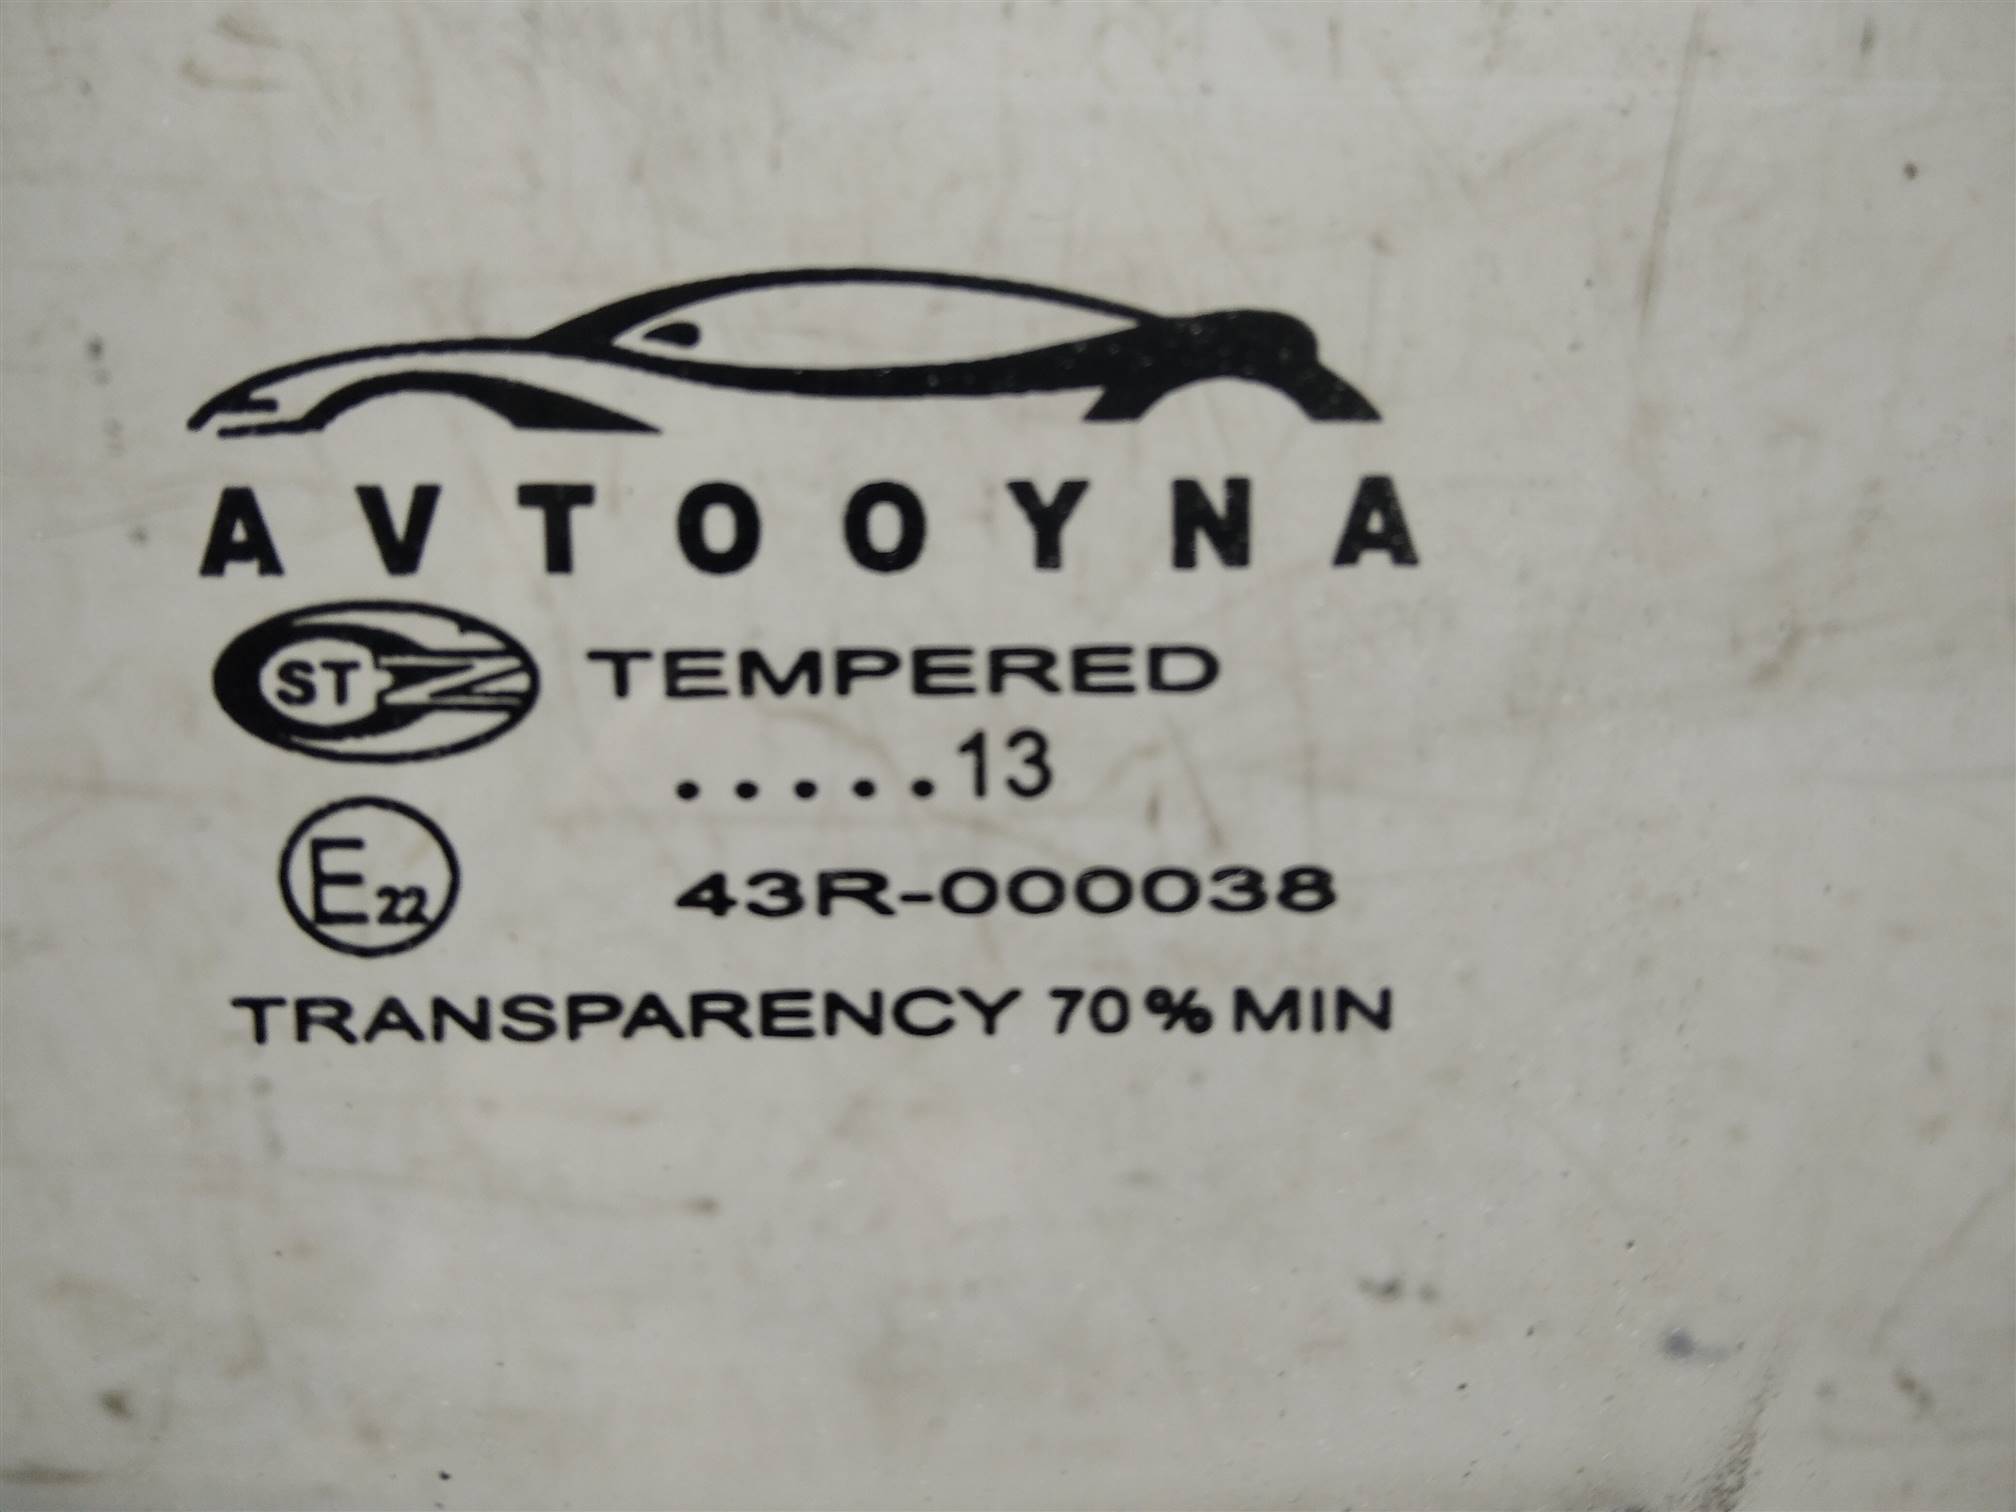 AVTOOYNA
ST TEMPERED
.....13
E22 43R-000038
TRANSPARENCY 70% MIN